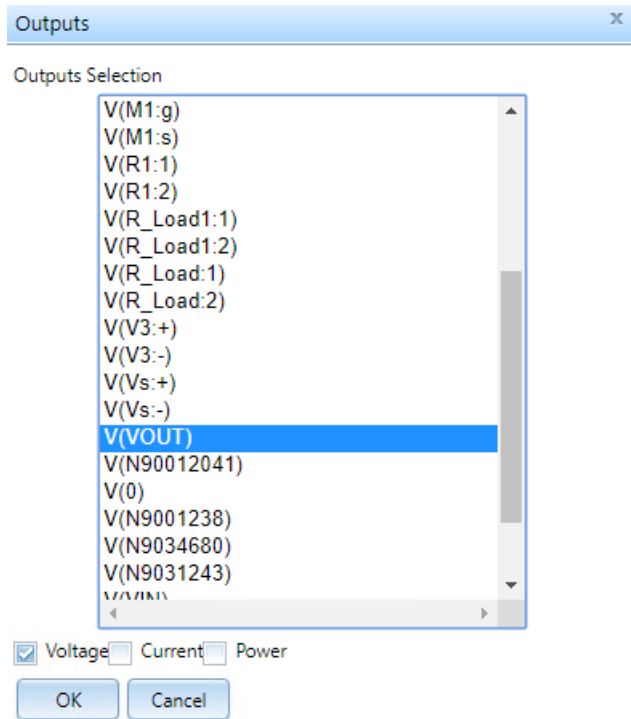 Outputs
Outputs Selection
V(M1:g)
V(M1:s)
V(R1:1)
V(R1:2)
V(R_Load1:1)
V(R_Load1:2)
V(R_Load:1)
V(R_Load:2)
V(V3:+)
V(V3:-)
V(Vs:+)
V(Vs:-)
V(VOUT)
V(N90012041)
V(0)
V(N9001238)
V(N9034680)
V(N9031243)
V(VIN)
Voltage Current Power
OK Cancel